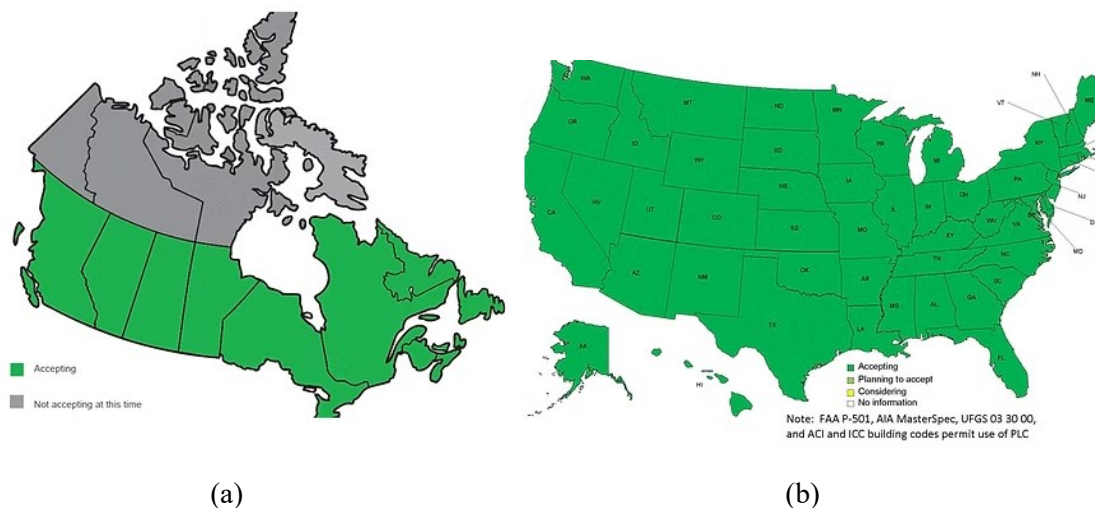 Accepting
Not accepting at this time
(a)
WA
MT
ND
MN
OR
ID
WY
SD
WI
MI
NY
VT
NH
ME
CA
NV
UT
CO
NE
KS
IA
MO
IL
IN
OH
PA
NJ
MD
WV
VA
KY
TN
NC
SC
GA
AL
MS
AR
LA
OK
TX
NM
AZ
FL
AK
HI
Accepting
Planning to accept
Considering
No information
Note: FAA P-501, AIA MasterSpec, UFGS 03 30 00,
and ACI and ICC building codes permit use of PLC
(b)